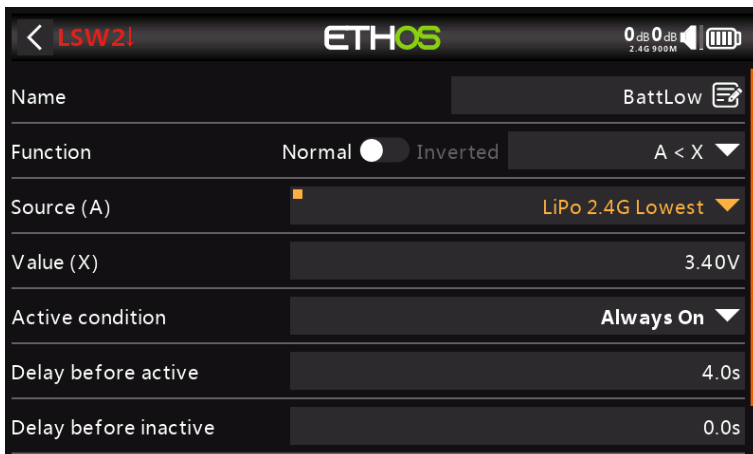 LSW2↓ ETHOS 0dB 0dB
2.4G 900M
Name BattLow
Function Normal Inverted A < X
Source (A) LiPo 2.4G Lowest
Value (X) 3.40V
Active condition Always On
Delay before active 4.0s
Delay before inactive 0.0s